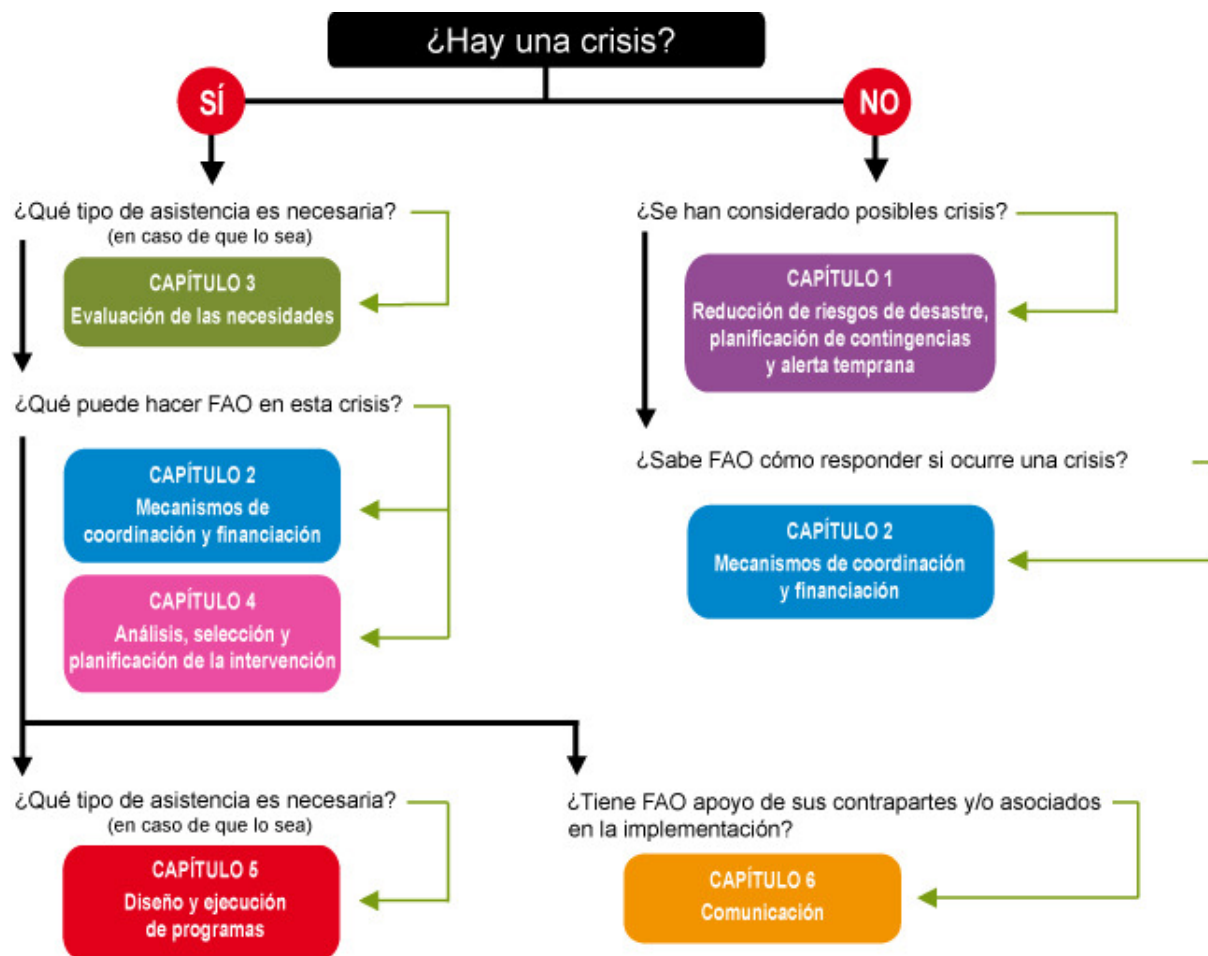 ¿Hay una crisis?
SÍ
NO
¿Qué tipo de asistencia es necesaria?
(en caso de que lo sea)
CAPÍTULO 3
Evaluación de las necesidades
¿Qué puede hacer FAO en esta crisis?
CAPÍTULO 2
Mecanismos de
coordinación y financiación
CAPÍTULO 4
Análisis, selección y
planificación de la intervención
¿Qué tipo de asistencia es necesaria?
(en caso de que lo sea)
CAPÍTULO 5
Diseño y ejecución
de programas
¿Tiene FAO apoyo de sus contrapartes y/o asociados
en la implementación?
CAPÍTULO 6
Comunicación
¿Se han considerado posibles crisis?
CAPÍTULO 1
Reducción de riesgos de desastre,
planificación de contingencias
y alerta temprana
¿Sabe FAO cómo responder si ocurre una crisis?
CAPÍTULO 2
Mecanismos de coordinación
y financiación